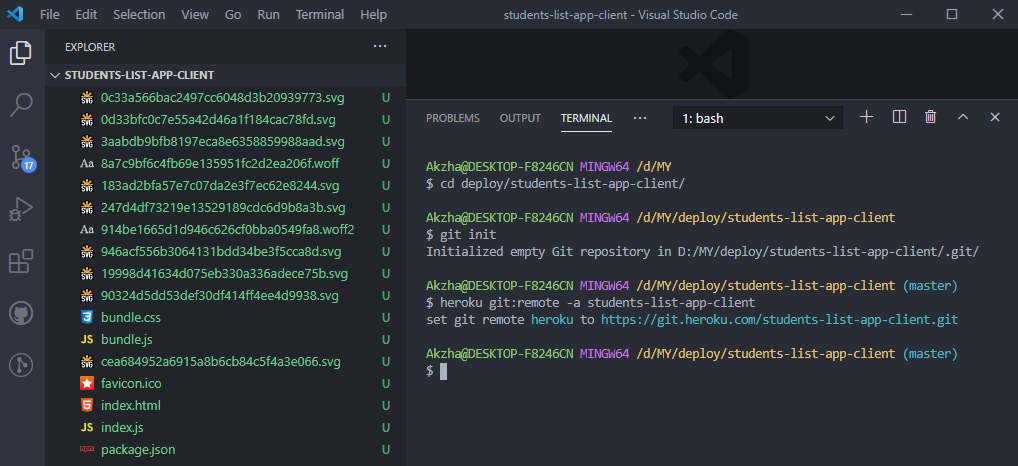 File Edit Selection View Go Run Terminal Help students-list-app-client - Visual Studio Code
EXPLORER
STUDENTS-LIST-APP-CLIENT
0c33a566bac2497cc6048d3b20939773.svg U
0d33bfc0c7e55a42d46a1f184cac78fd.svg U
3aabdb9bfb8197eca8e6358859988aad.svg U
Aa 8a7c9bf6c4fb69e135951fc2d2ea206f.woff U
183ad2bfa57e7c07da2e3f7ec62e8244.svg U
247d4df73219e13529189cdc6d9b8a3b.svg U
Aa 914be1665d1d946c626cf0bba0549fa8.woff2 U
946acf556b3064131bdd34be3f5cca8d.svg U
19998d41634d075eb330a336adece75b.svg U
90324d5dd53def30df414ff4ee4d9938.svg U
bundle.css U
JS bundle.js U
cea684952a6915a8b6cb84c5f4a3e066.svg U
favicon.ico U
index.html U
JS index.js U
package.json U
17
PROBLEMS OUTPUT TERMINAL ··· 1: bash
Akzha@DESKTOP-F8246CN MINGW64 /d/MY
$ cd deploy/students-list-app-client/
Akzha@DESKTOP-F8246CN MINGW64 /d/MY/deploy/students-list-app-client
$ git init
Initialized empty Git repository in D:/MY/deploy/students-list-app-client/.git/
Akzha@DESKTOP-F8246CN MINGW64 /d/MY/deploy/students-list-app-client (master)
$ heroku git:remote -a students-list-app-client
set git remote heroku to https://git.heroku.com/students-list-app-client.git
Akzha@DESKTOP-F8246CN MINGW64 /d/MY/deploy/students-list-app-client (master)
$